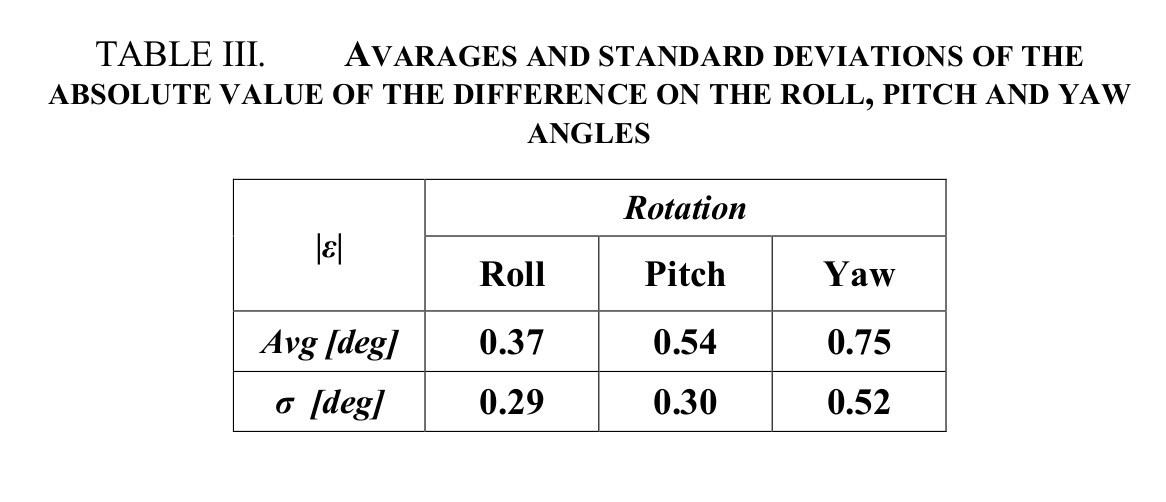 TABLE III. AVARAGES AND STANDARD DEVIATIONS OF THE
ABSOLUTE VALUE OF THE DIFFERENCE ON THE ROLL, PITCH AND YAW
ANGLES
|ε| Rotation
Roll Pitch Yaw
Avg [deg] 0.37 0.54 0.75
σ [deg] 0.29 0.30 0.52